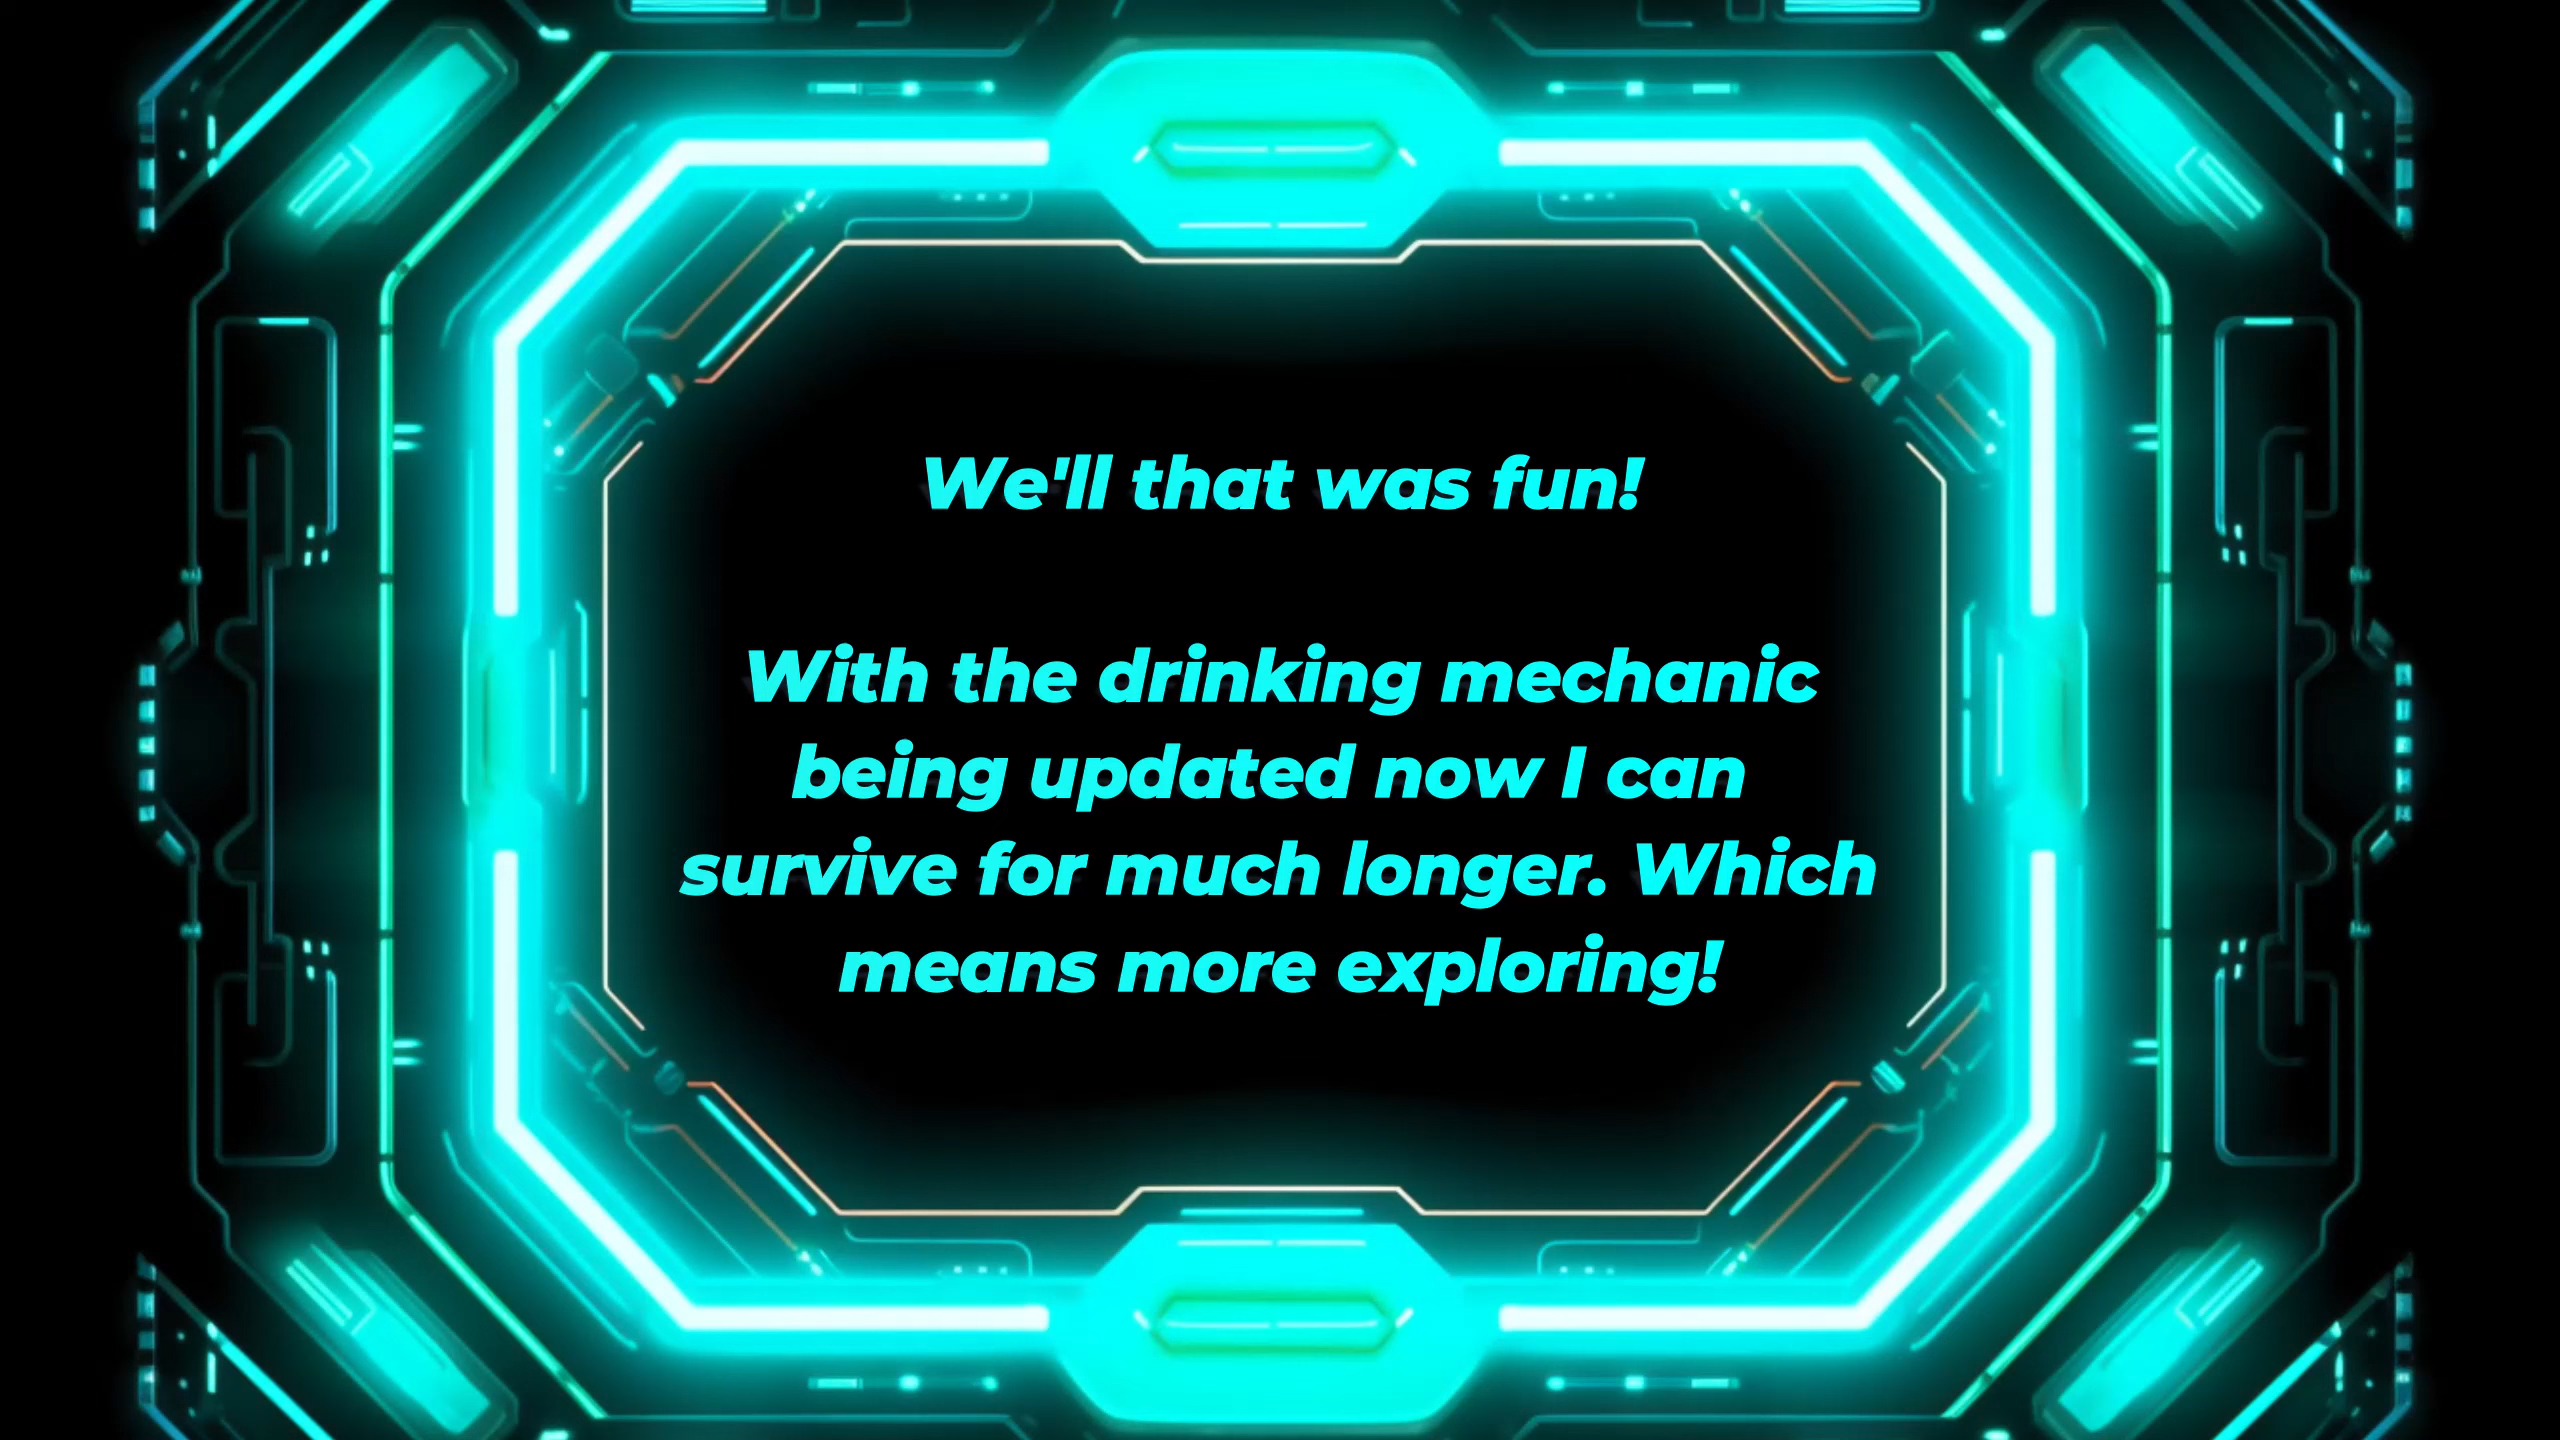 We'll that was fun!
With the drinking mechanic
being updated now I can
survive for much longer. Which
means more exploring!